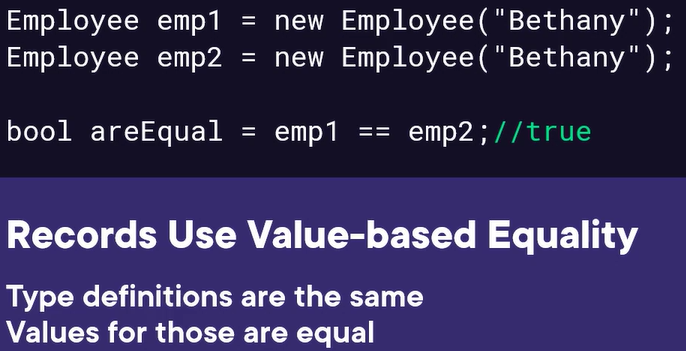 Employee emp1 = new Employee("Bethany");
Employee emp2 = new Employee("Bethany");
bool areEqual = emp1 == emp2;//true
Records Use Value-based Equality
Type definitions are the same
Values for those are equal